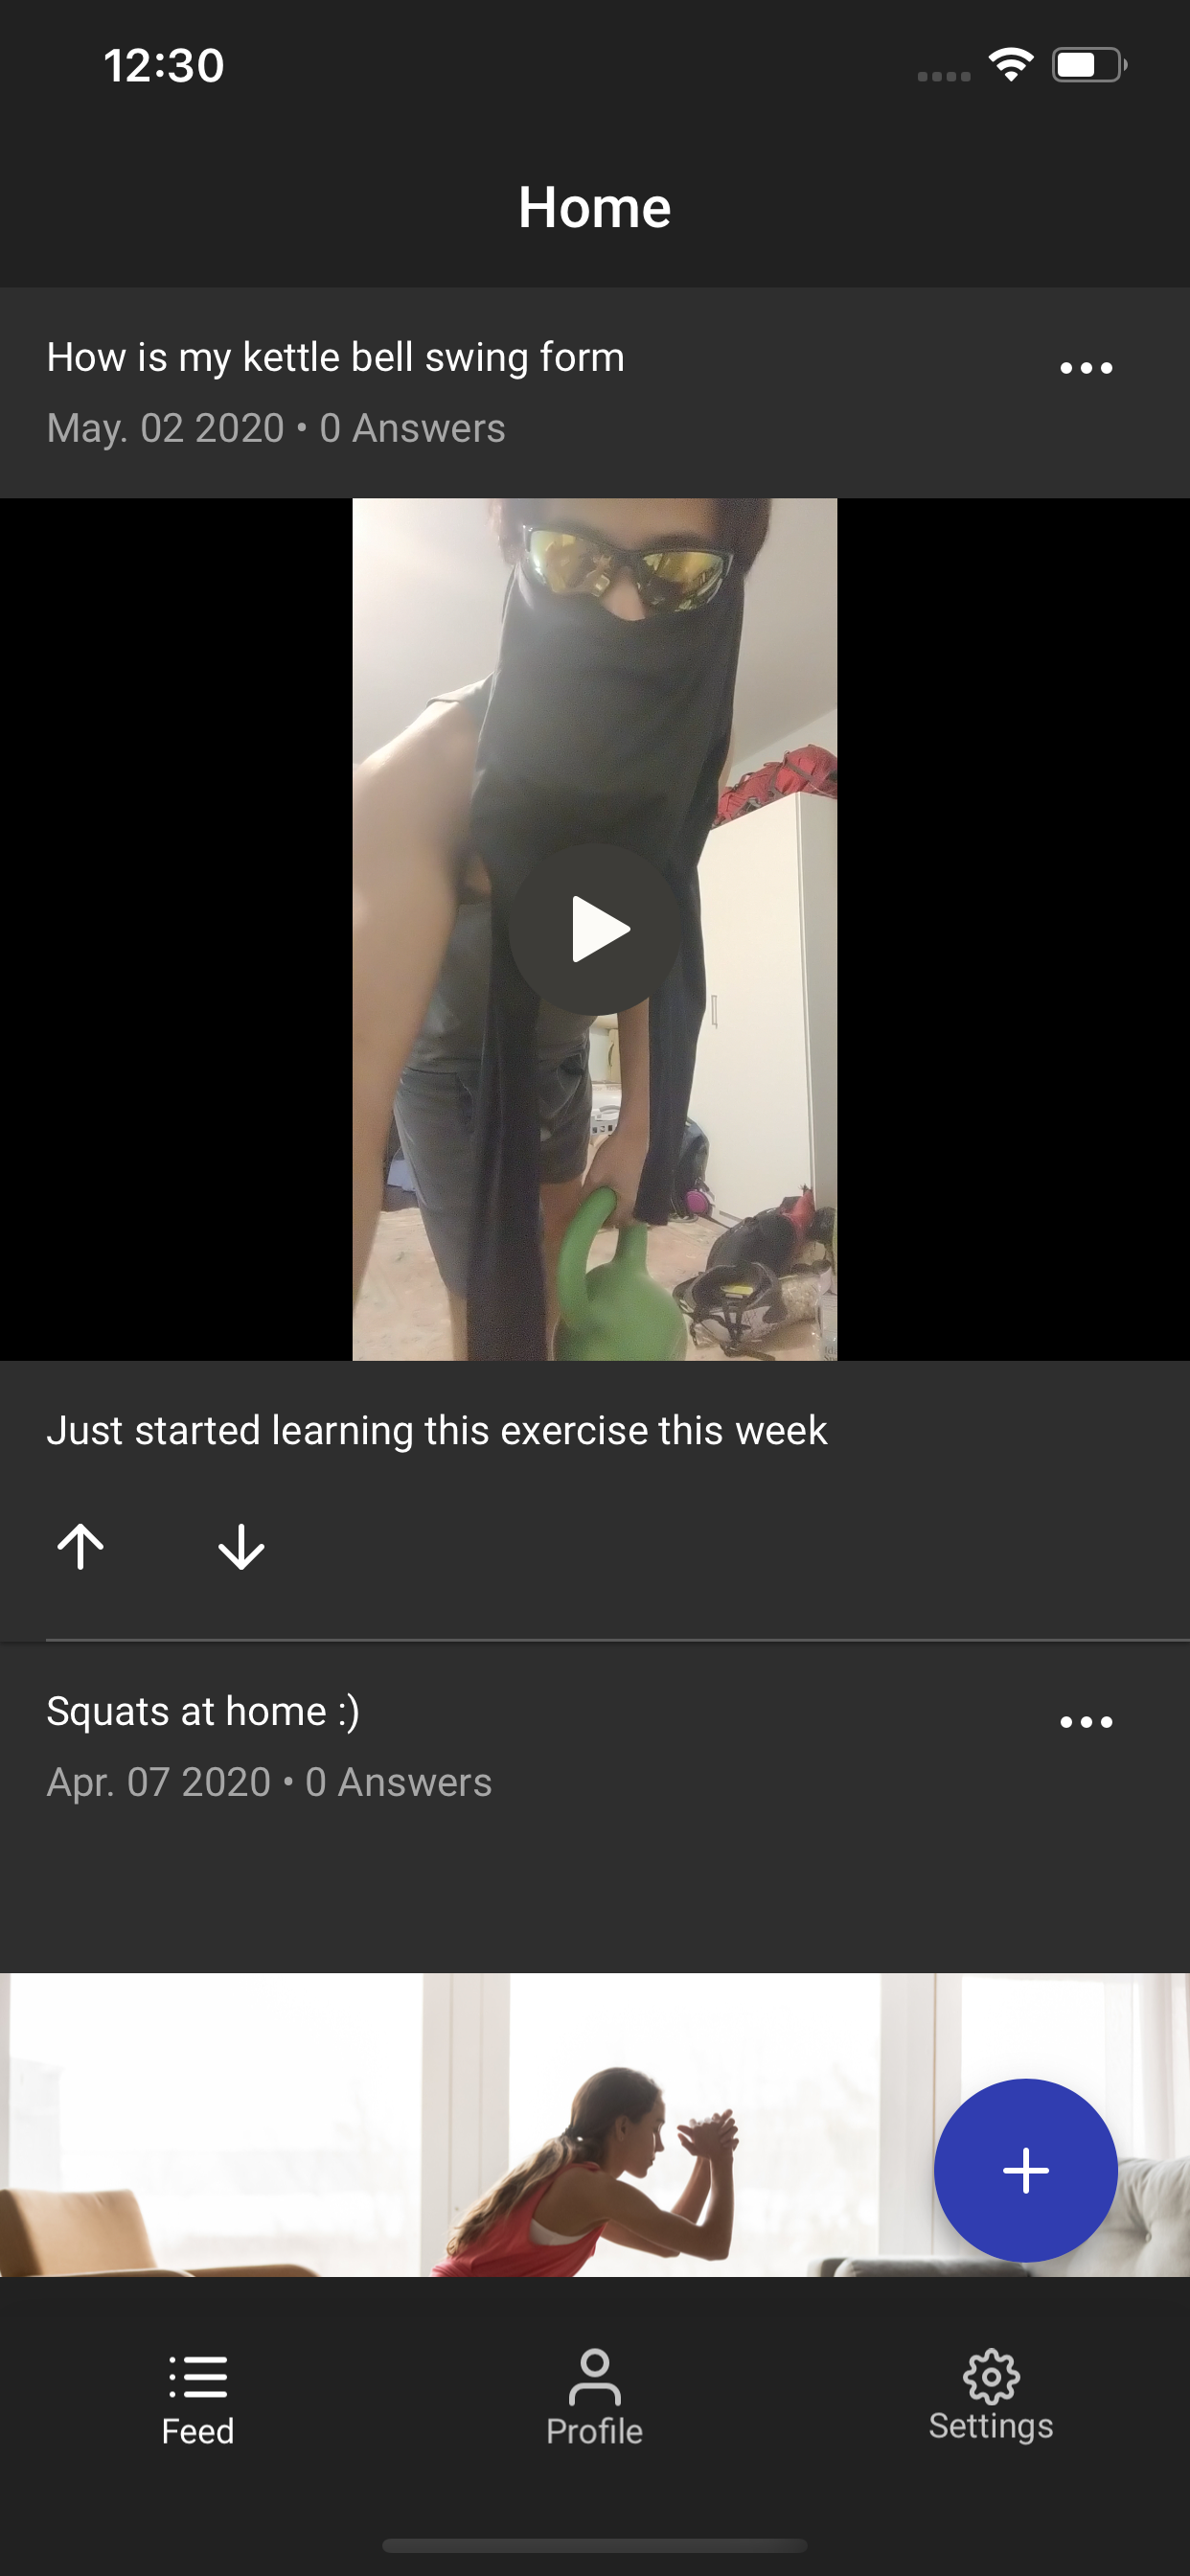 12:30
Home
How is my kettle bell swing form
May. 02 2020 • 0 Answers
Just started learning this exercise this week
Squats at home :)
Apr. 07 2020 • 0 Answers
Feed
Profile
Settings